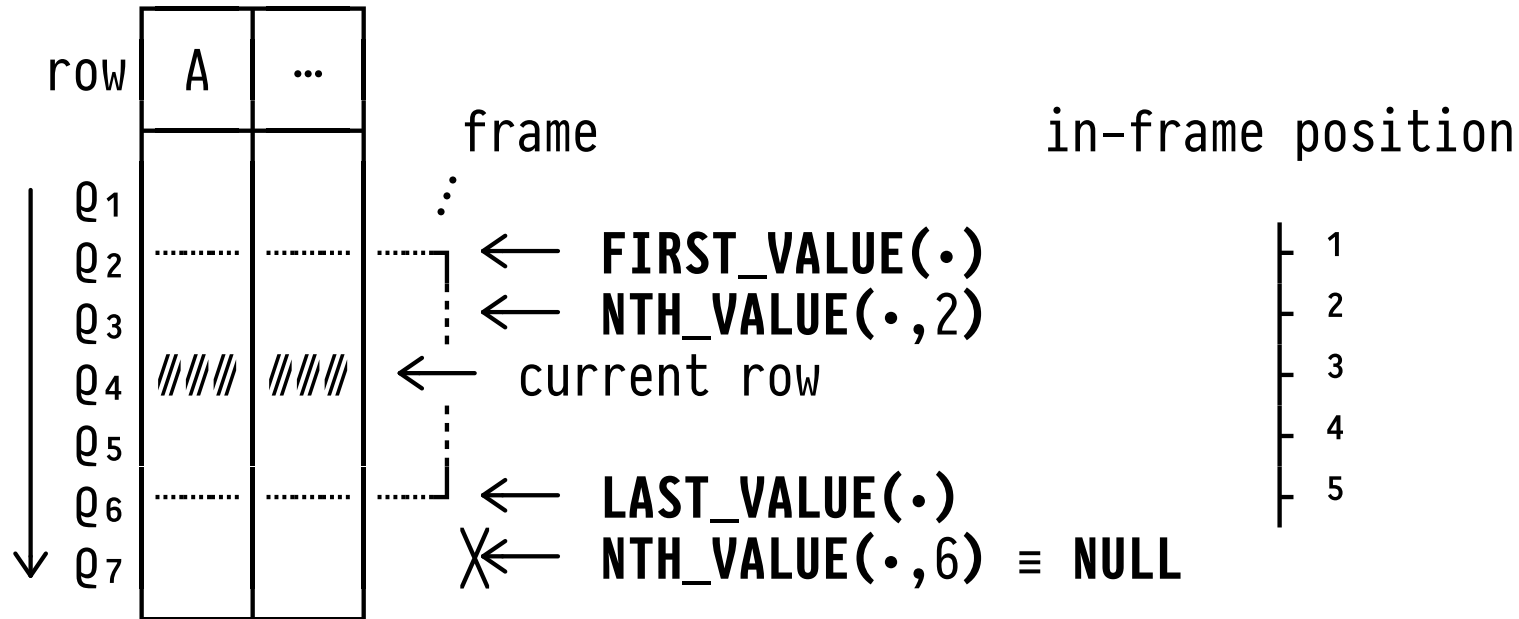 row A ⋯
frame in-frame position
ϱ1
ϱ2 FIRST_VALUE(·) 1
ϱ3 NTH_VALUE(·,2) 2
ϱ4 current row 3
ϱ5 4
ϱ6 LAST_VALUE(·) 5
ϱ7 NTH_VALUE(·,6) ≡ NULL